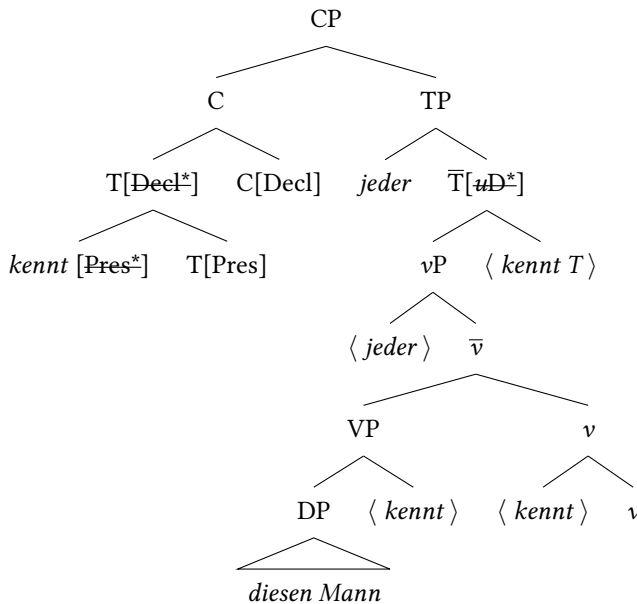 CP
C TP
T[Decl*] C[Decl] jeder T̅[uD*]
kennt [Pres*] T[Pres] vP ⟨ kennt T ⟩
⟨ jeder ⟩ v̅
VP v
DP ⟨ kennt ⟩ ⟨ kennt ⟩ v
diesen Mann